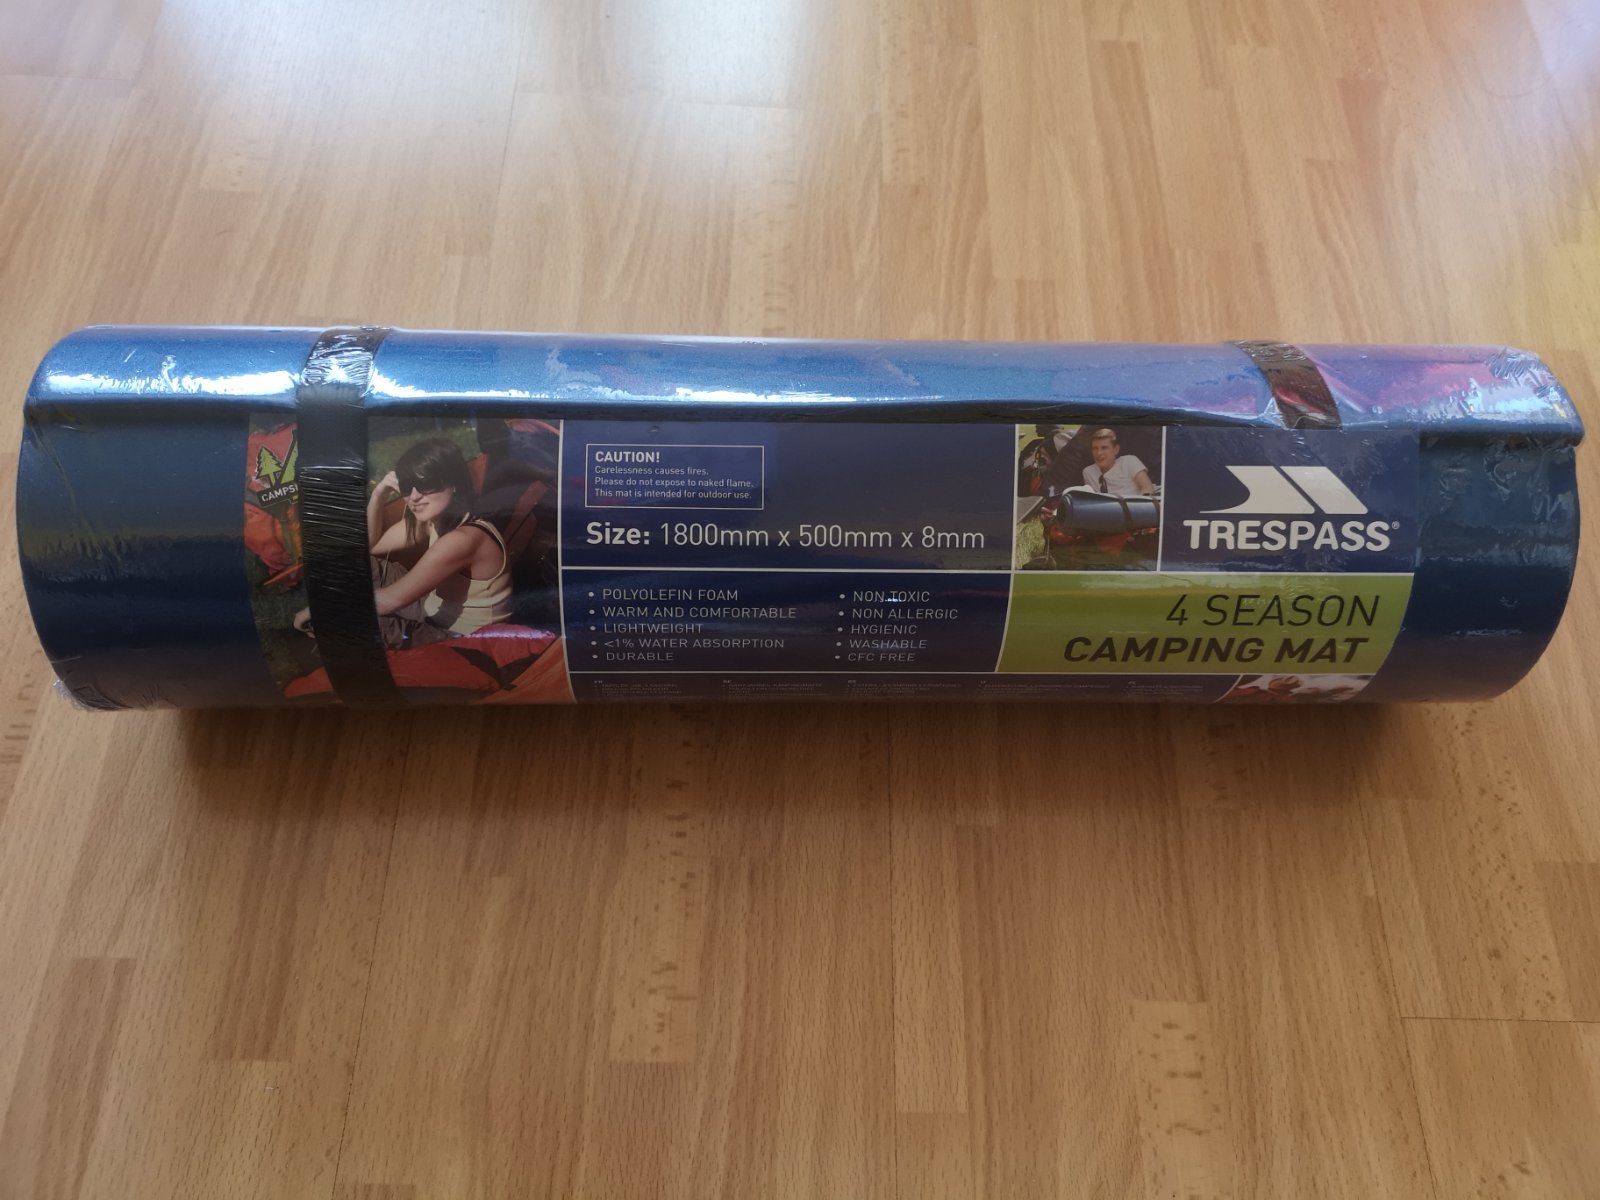 CAMPSI
CAUTION!
Carelessness causes fires.
Please do not expose to naked flame.
This mat is intended for outdoor use.
Size: 1800mm x 500mm x 8mm
• POLYOLEFIN FOAM
• WARM AND COMFORTABLE
• LIGHTWEIGHT
• <1% WATER ABSORPTION
• DURABLE
• NON TOXIC
• NON ALLERGIC
• HYGIENIC
• WASHABLE
• CFC FREE
TRESPASS®
4 SEASON
CAMPING MAT